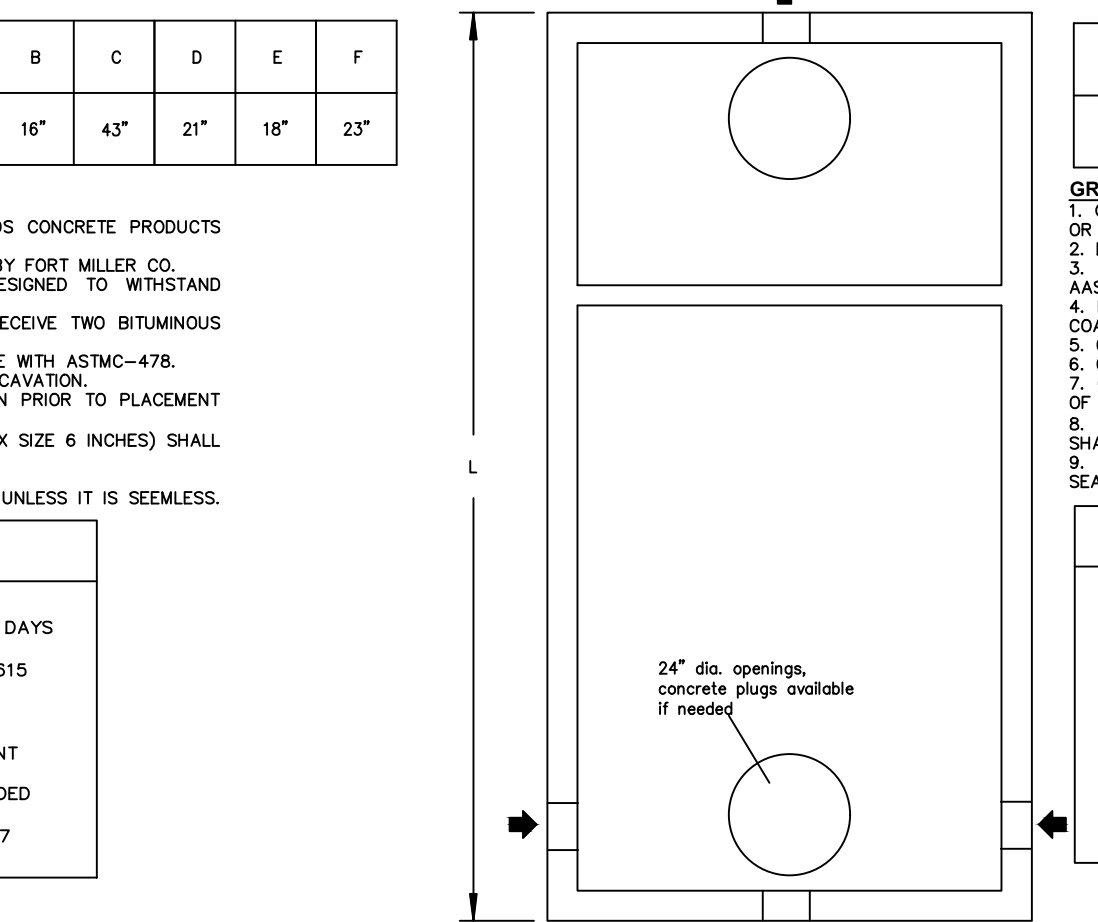 B C D E F
16" 43" 21" 18" 23"
OS CONCRETE PRODUCTS
BY FORT MILLER CO.
ESIGNED TO WITHSTAND
ECEIVE TWO BITUMINOUS
E WITH ASTMC-478.
CAVATION.
N PRIOR TO PLACEMENT
X SIZE 6 INCHES) SHALL
UNLESS IT IS SEEMLESS.
DAYS
615
NT
DED
7
L
24" dia. openings,
concrete plugs available
if needed
GR
1.
OR
2.
3.
AAS
4.
COA
5.
6.
7.
OF
8.
SHA
9.
SEA